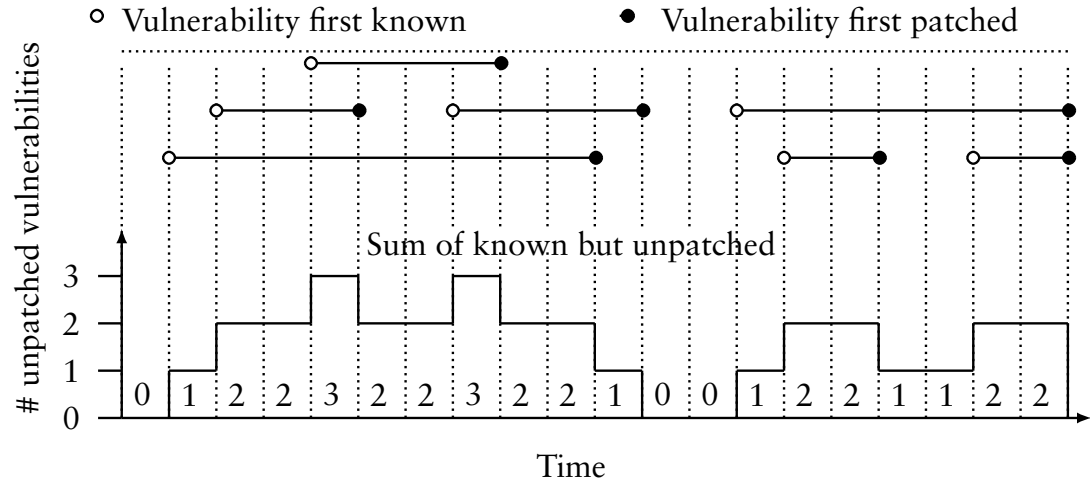 Vulnerability first known Vulnerability first patched
# unpatched vulnerabilities
Sum of known but unpatched
3
2
1
0
0 1 2 2 3 2 2 3 2 2 1 0 0 1 2 2 1 1 2 2
Time